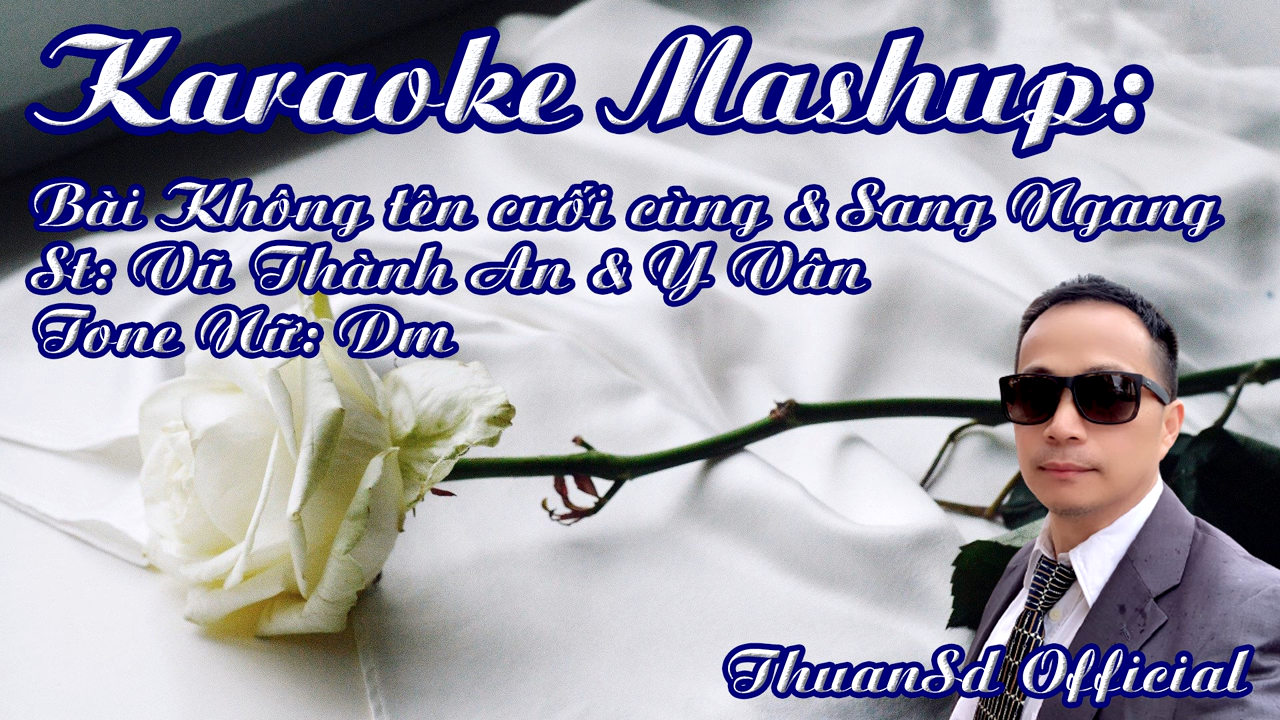 Karaoke Mashup:
Bài Không tên cuối cùng & Sang Ngang
St: Vũ Thành An & Y Vân
Tone Nữ: Dm
ThuanSd Official